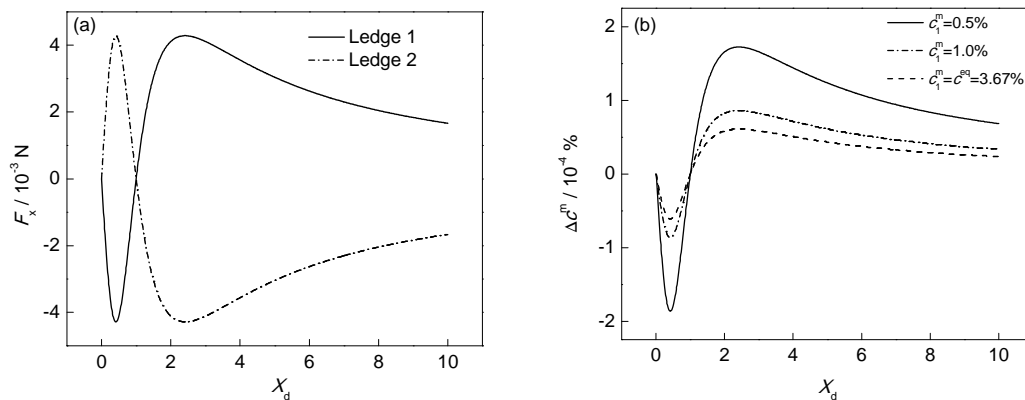 (a)
Ledge 1
Ledge 2
F_x / 10^-3 N
4
2
0
-2
-4
0 2 4 6 8 10
X_d
(b)
c_1^m=0.5%
c_1^m=1.0%
c_1^m=c^eq=3.67%
Δc^m / 10^-4 %
2
1
0
-1
-2
0 2 4 6 8 10
X_d